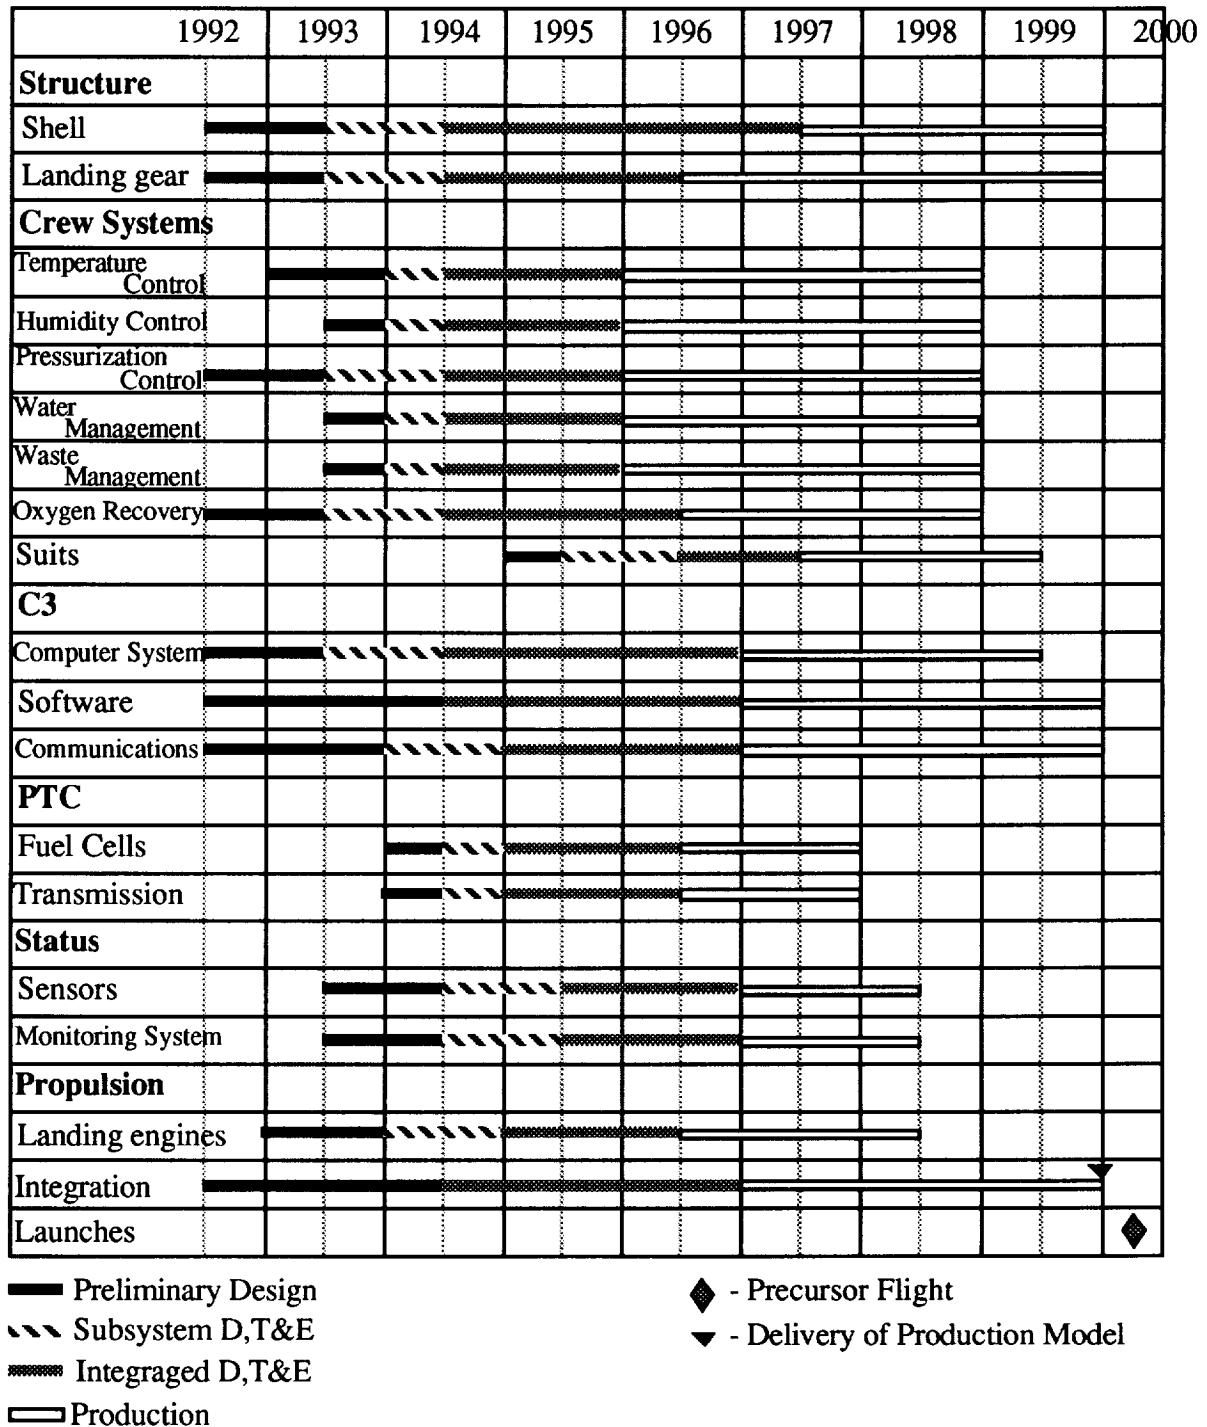 1992 1993 1994 1995 1996 1997 1998 1999 2000
Structure
Shell
Landing gear
Crew Systems
Temperature
Control
Humidity Control
Pressurization
Control
Water
Management
Waste
Management
Oxygen Recovery
Suits
C3
Computer System
Software
Communications
PTC
Fuel Cells
Transmission
Status
Sensors
Monitoring System
Propulsion
Landing engines
Integration
Launches
Preliminary Design
Subsystem D,T&E
Integraged D,T&E
Production
- Precursor Flight
- Delivery of Production Model